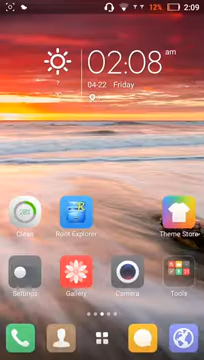 12% 2:09
02:08 am
04-22 Friday
Clean
Root Explorer
Theme Store
Settings
Gallery
Camera
Tools